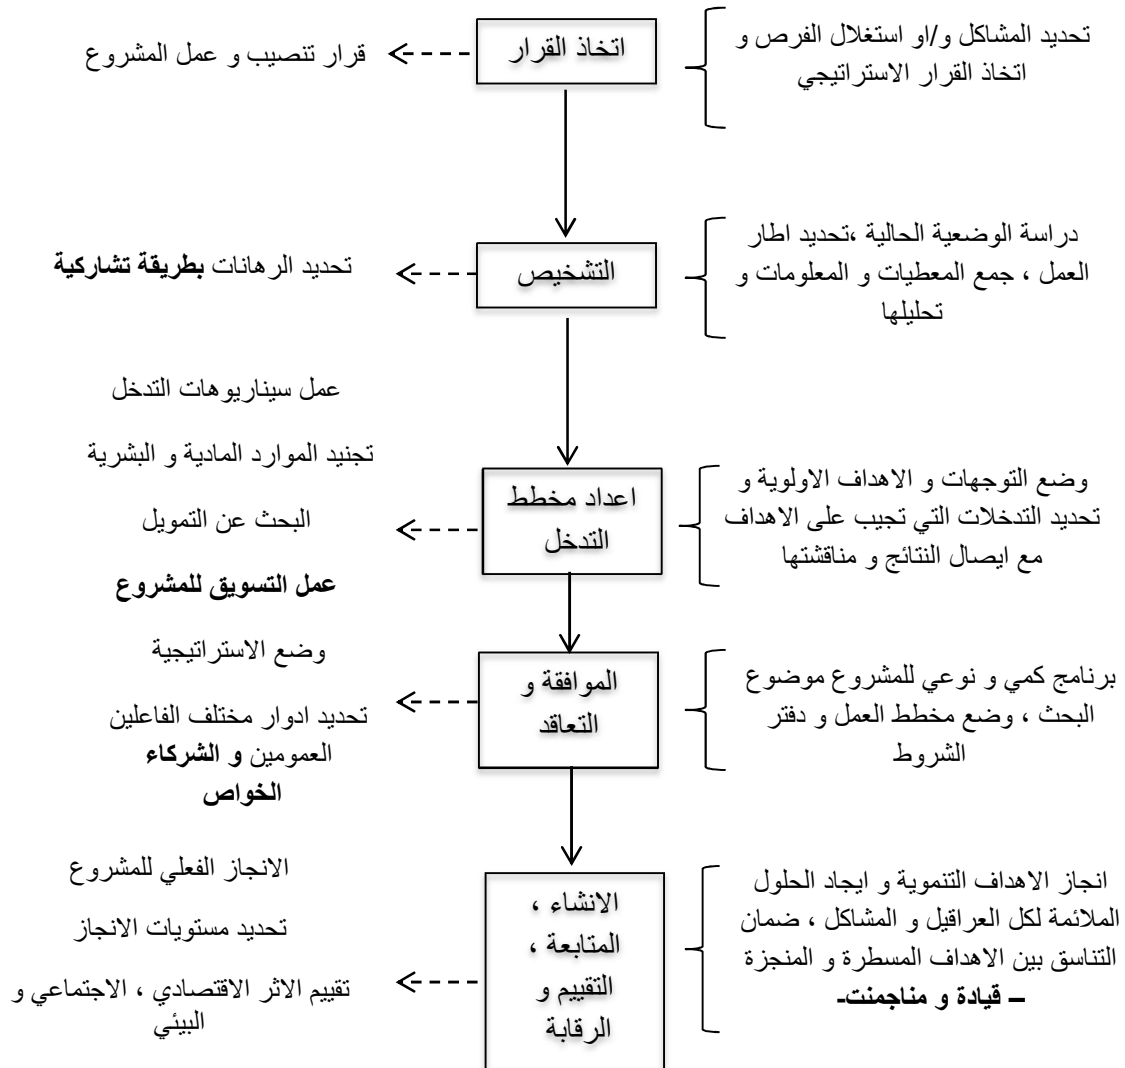 تحديد المشاكل و/او استغلال الفرص و
اتخاذ القرار الاستراتيجي
اتخاذ القرار
قرار تنصيب و عمل المشروع
دراسة الوضعية الحالية ،تحديد اطار
العمل ، جمع المعطيات و المعلومات و
تحليلها
التشخيص
تحديد الرهانات بطريقة تشاركية
وضع التوجهات و الاهداف الاولوية و
تحديد التدخلات التي تجيب على الاهداف
مع ايصال النتائج و مناقشتها
اعداد مخطط
التدخل
عمل سيناريوهات التدخل
تجنيد الموارد المادية و البشرية
البحث عن التمويل
عمل التسويق للمشروع
برنامج كمي و نوعي للمشروع موضوع
البحث ، وضع مخطط العمل و دفتر
الشروط
الموافقة و
التعاقد
وضع الاستراتيجية
تحديد ادوار مختلف الفاعلين
العمومين و الشركاء
الخواص
انجاز الاهداف التنموية و ايجاد الحلول
الملائمة لكل العراقيل و المشاكل ، ضمان
التناسق بين الاهداف المسطرة و المنجزة
– قيادة و مناجمنت-
الانشاء ،
المتابعة ،
التقييم و
الرقابة
الانجاز الفعلي للمشروع
تحديد مستويات الانجاز
تقييم الاثر الاقتصادي ، الاجتماعي و
البيئي